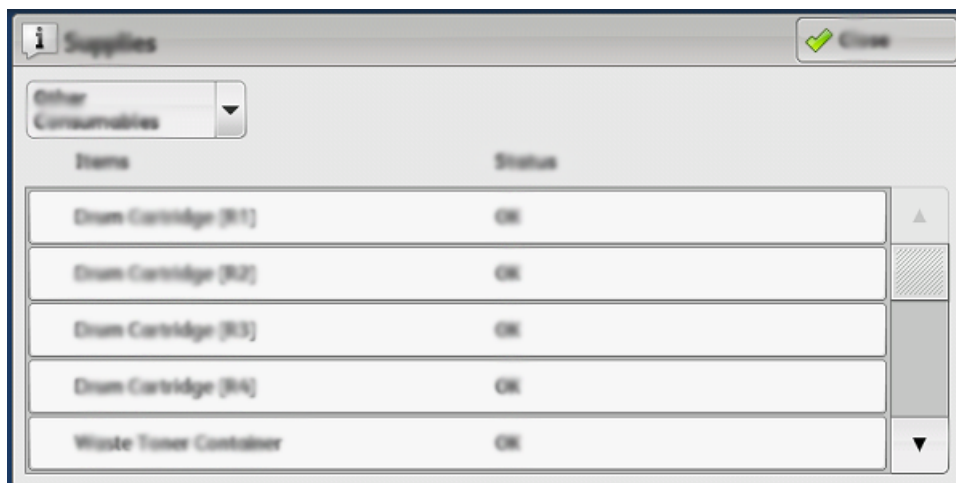 Supplies
Close
Other
Consumables
Items Status
Drum Cartridge [R1] OK
Drum Cartridge [R2] OK
Drum Cartridge [R3] OK
Drum Cartridge [R4] OK
Waste Toner Container OK